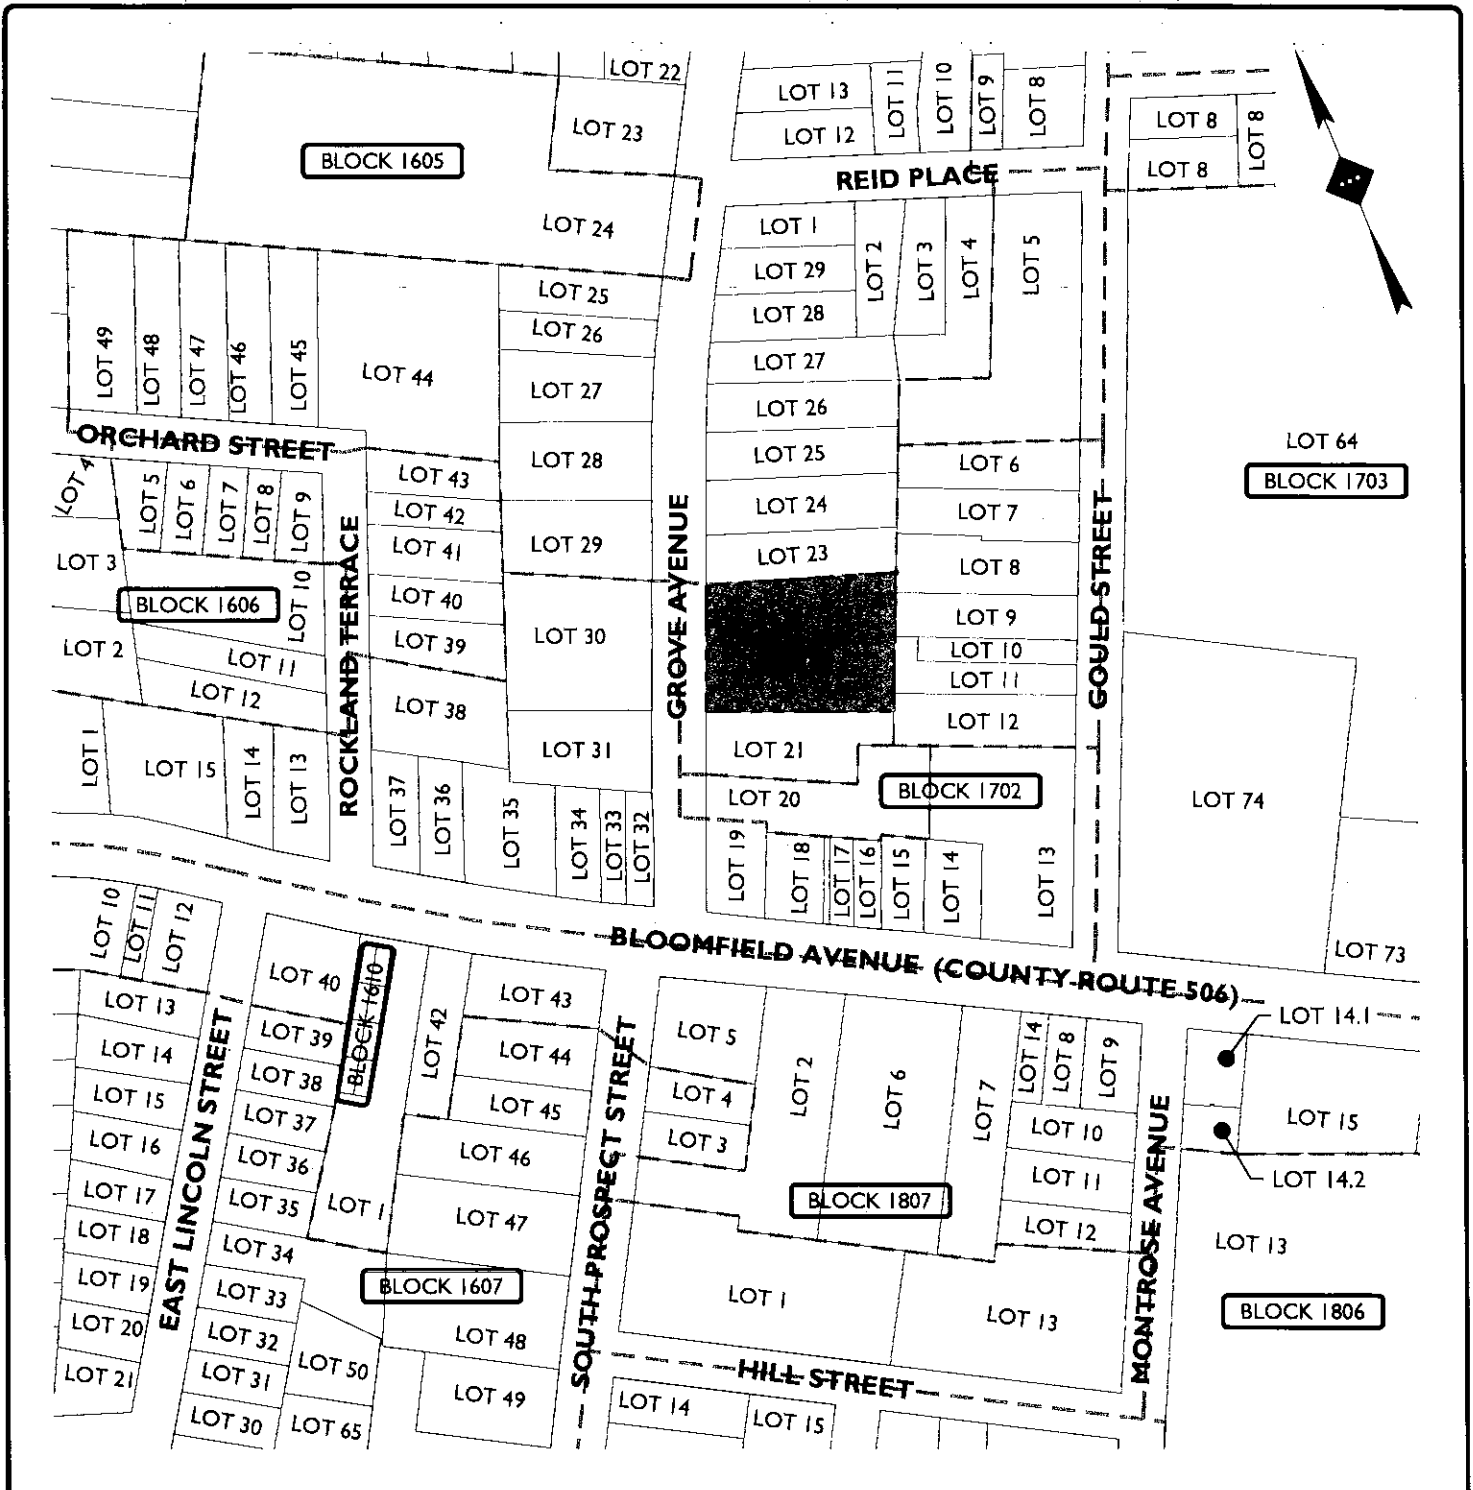 LOT 22
LOT 23
BLOCK 1605
LOT 24
LOT 13
LOT 12
LOT 11
LOT 10
LOT 9
LOT 8
LOT 8
LOT 8
LOT 8
REID PLACE
LOT 1
LOT 29
LOT 28
LOT 2
LOT 3
LOT 4
LOT 5
LOT 27
LOT 26
LOT 25
LOT 24
LOT 23
LOT 6
LOT 7
LOT 8
LOT 9
LOT 10
LOT 11
LOT 12
LOT 64
BLOCK 1703
LOT 49
LOT 48
LOT 47
LOT 46
LOT 45
LOT 44
LOT 25
LOT 26
LOT 27
LOT 28
LOT 29
LOT 30
LOT 31
ORCHARD STREET
LOT 4
LOT 5
LOT 6
LOT 7
LOT 8
LOT 9
LOT 3
BLOCK 1606
LOT 10
LOT 2
LOT 11
LOT 12
LOT 1
LOT 15
LOT 14
LOT 13
ROCKLAND TERRACE
LOT 43
LOT 42
LOT 41
LOT 40
LOT 39
LOT 38
LOT 37
LOT 36
LOT 35
LOT 34
LOT 33
LOT 32
GROVE AVENUE
GOULD STREET
LOT 21
LOT 20
BLOCK 1702
LOT 19
LOT 18
LOT 17
LOT 16
LOT 15
LOT 14
LOT 13
LOT 74
LOT 73
BLOOMFIELD AVENUE (COUNTY ROUTE 506)
LOT 10
LOT 11
LOT 12
LOT 13
LOT 14
LOT 15
LOT 16
LOT 17
LOT 18
LOT 19
LOT 20
LOT 21
EAST LINCOLN STREET
LOT 40
BLOCK 1610
LOT 39
LOT 38
LOT 37
LOT 36
LOT 35
LOT 34
LOT 33
LOT 32
LOT 31
LOT 30
LOT 1
LOT 42
LOT 43
LOT 44
LOT 45
LOT 46
LOT 47
BLOCK 1607
LOT 48
LOT 50
LOT 49
LOT 65
SOUTH PROSPECT STREET
LOT 5
LOT 4
LOT 3
LOT 2
LOT 6
LOT 7
LOT 14
LOT 8
LOT 9
LOT 10
LOT 11
LOT 12
BLOCK 1807
LOT 1
LOT 13
HILL STREET
LOT 14
LOT 15
MONTROSE AVENUE
LOT 14.1
LOT 15
LOT 14.2
LOT 13
BLOCK 1806